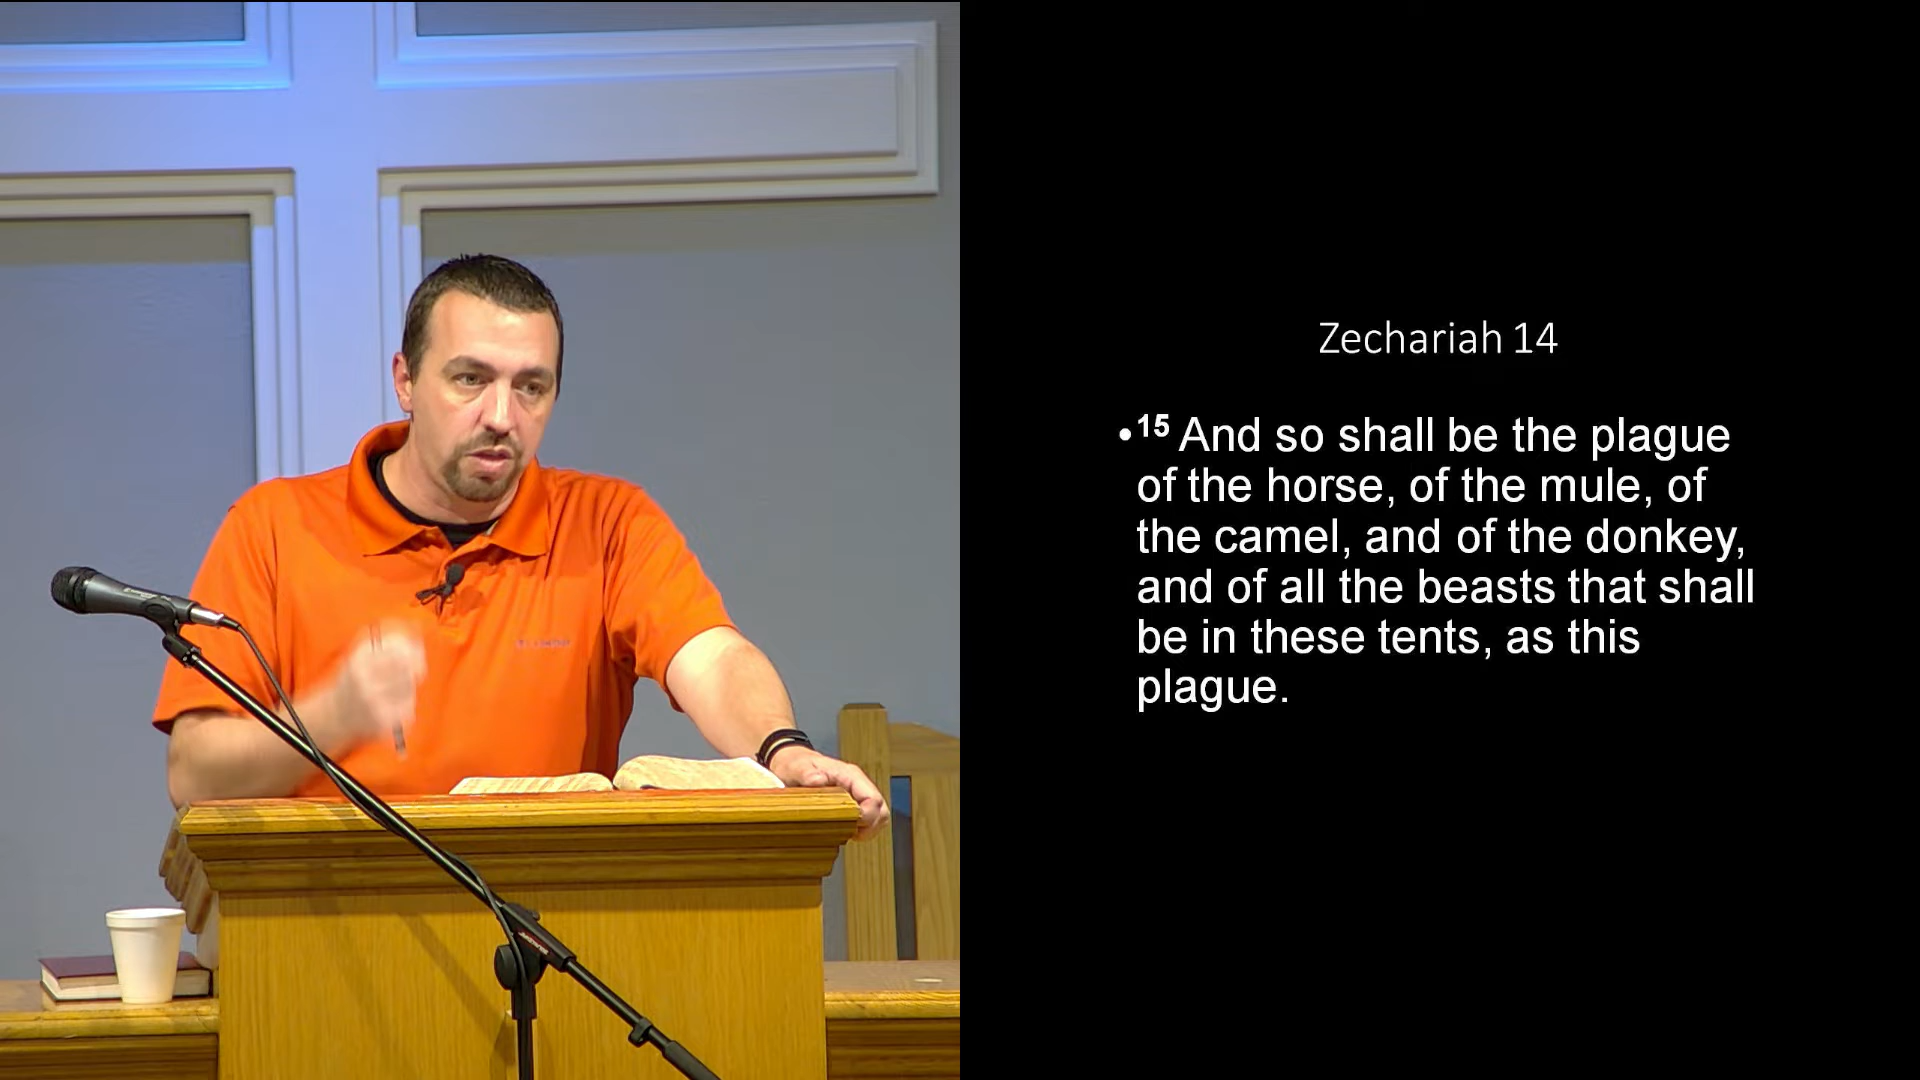 Zechariah 14
•15 And so shall be the plague
of the horse, of the mule, of
the camel, and of the donkey,
and of all the beasts that shall
be in these tents, as this
plague.